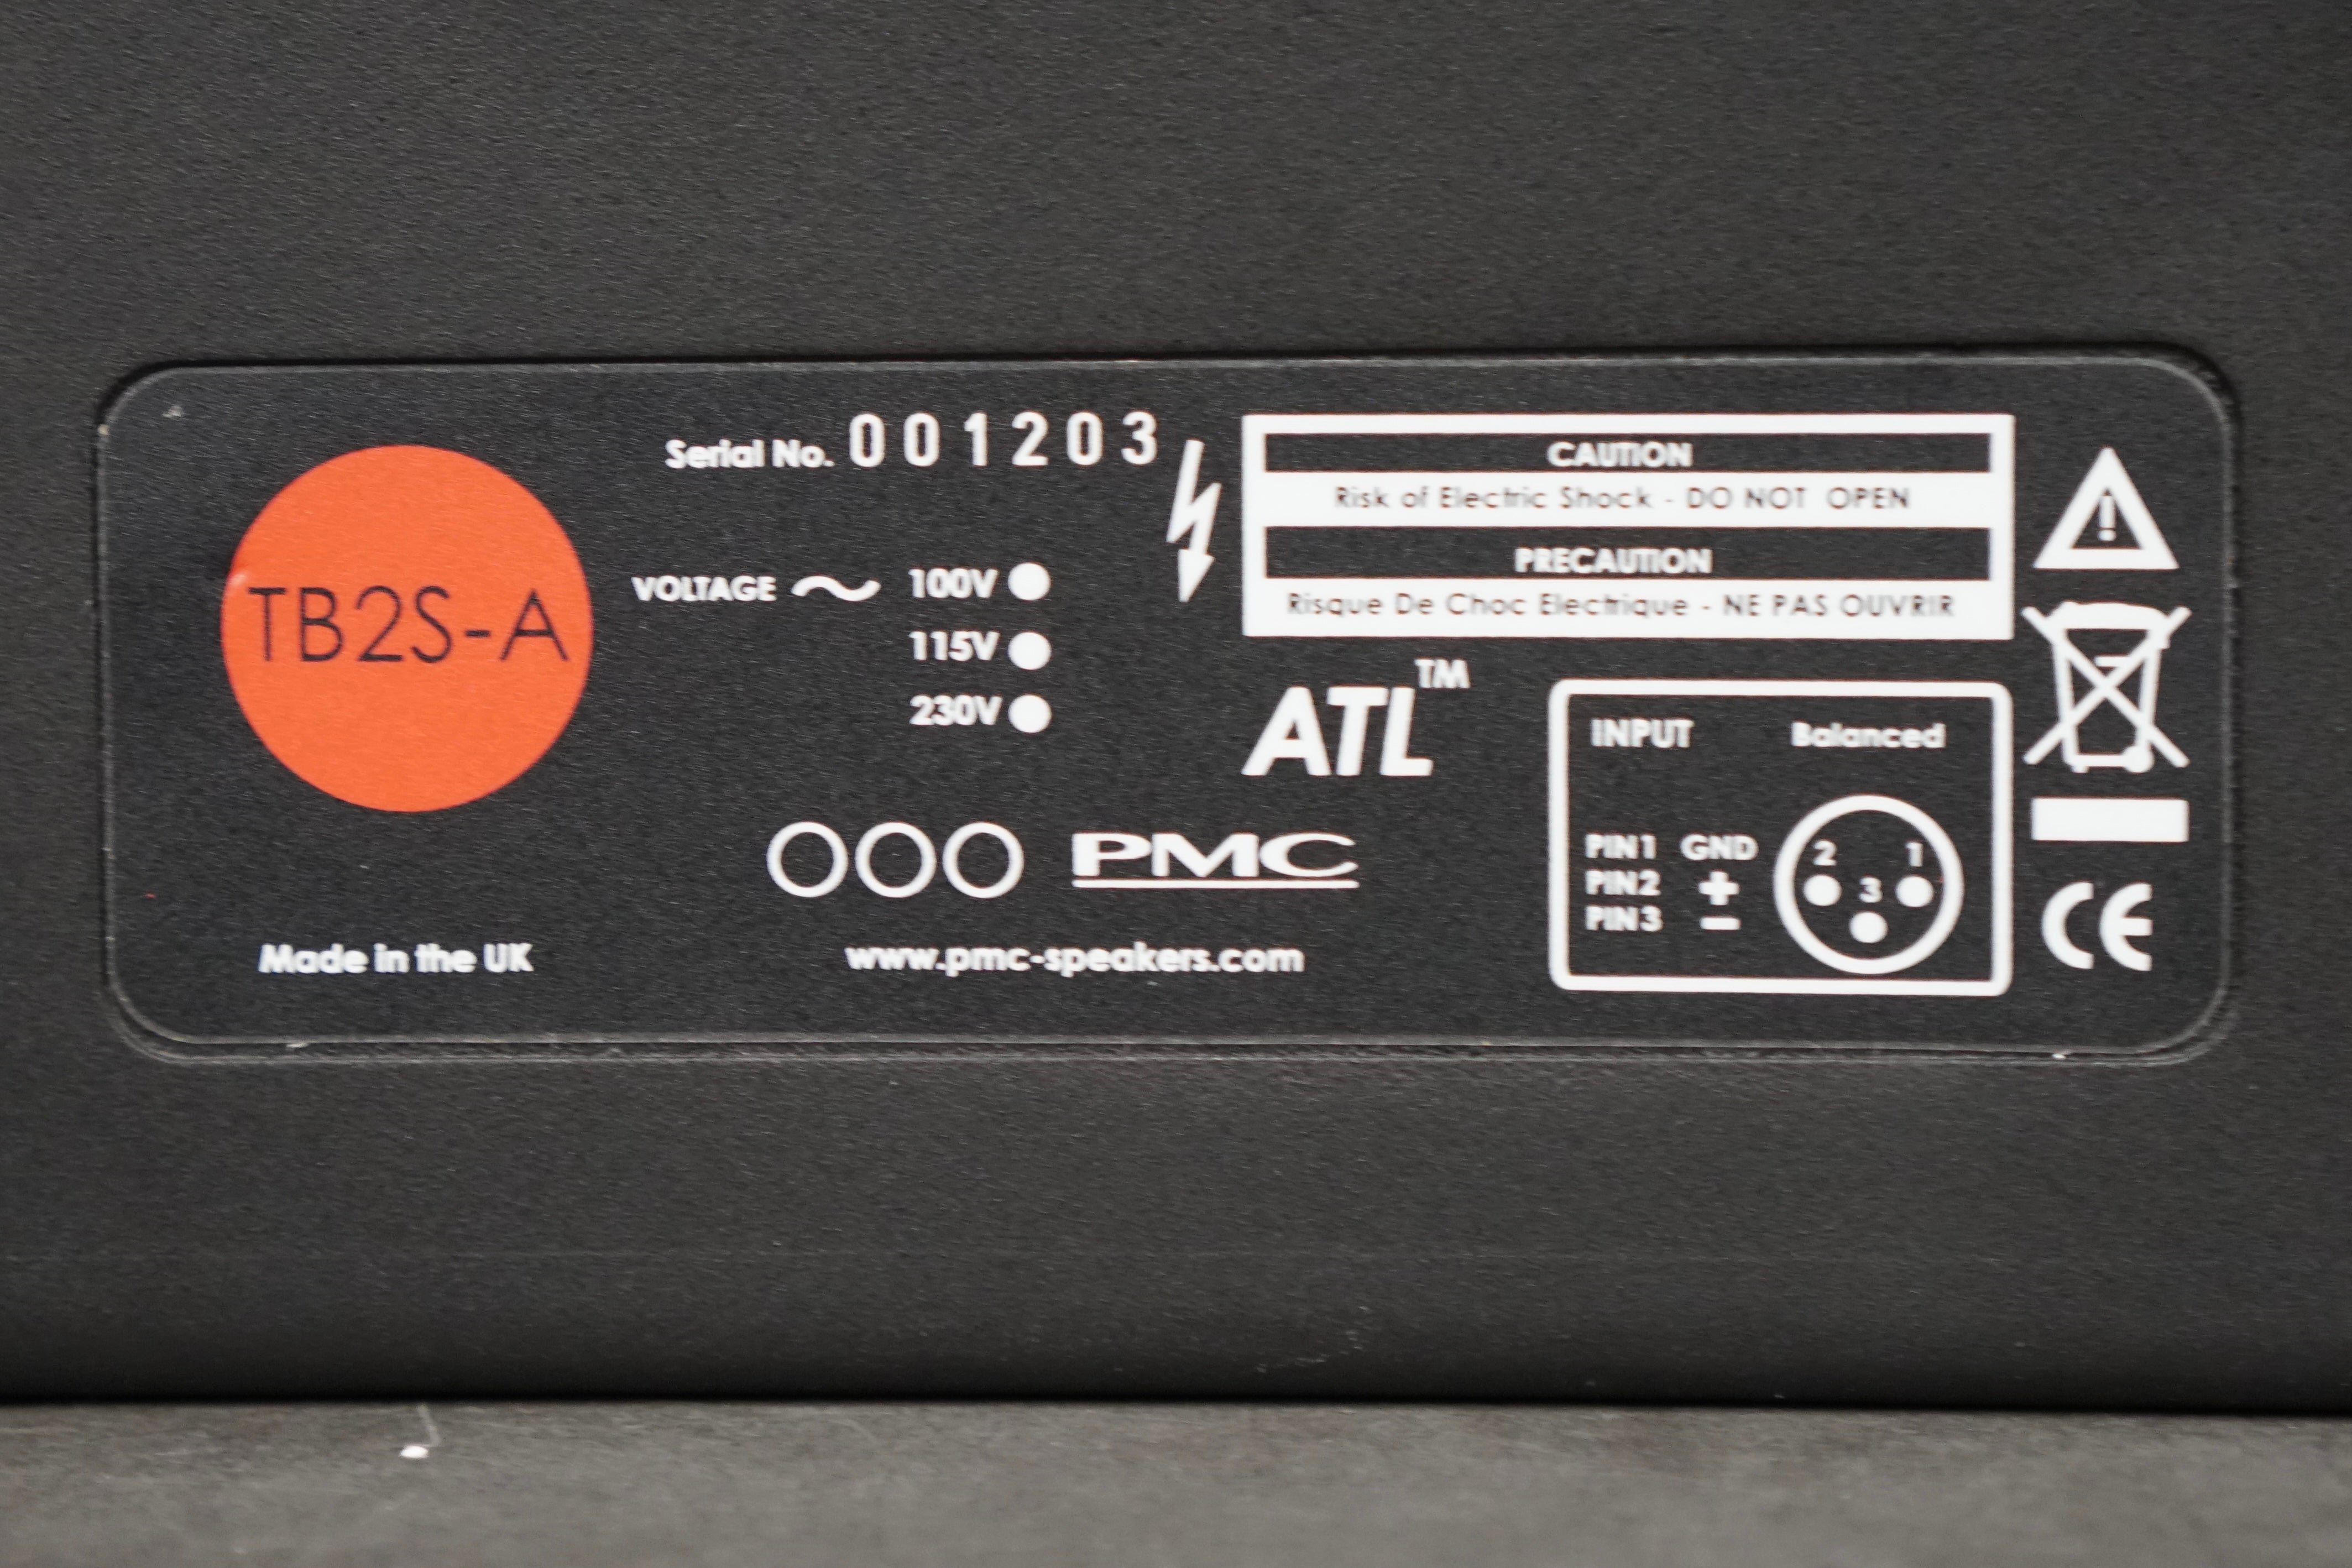 TB2S-A
Made in the UK
Serial No. 001203
VOLTAGE 100V
115V
230V
CAUTION
Risk of Electric Shock - DO NOT OPEN
PRECAUTION
Risque De Choc Electrique - NE PAS OUVRIR
ATL™
PMC
www.pmc-speakers.com
INPUT Balanced
PIN1 GND
PIN2 +
PIN3 -
2 1
3
!
CE